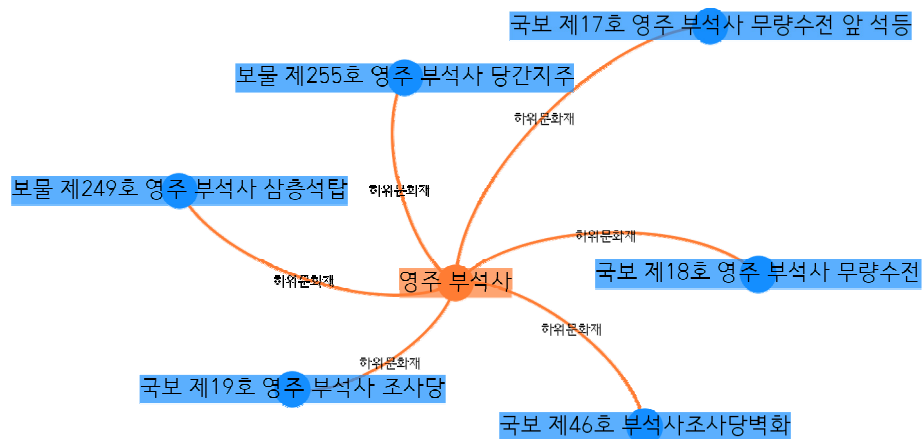 국보 제17호 영주 부석사 무량수전 앞 석등
보물 제255호 영주 부석사 당간지주
하위문화재
보물 제249호 영주 부석사 삼층석탑
하위문화재
하위문화재
국보 제18호 영주 부석사 무량수전
하위문화재
영주 부석사
하위문화재
하위문화재
국보 제19호 영주 부석사 조사당
국보 제46호 부석사조사당벽화